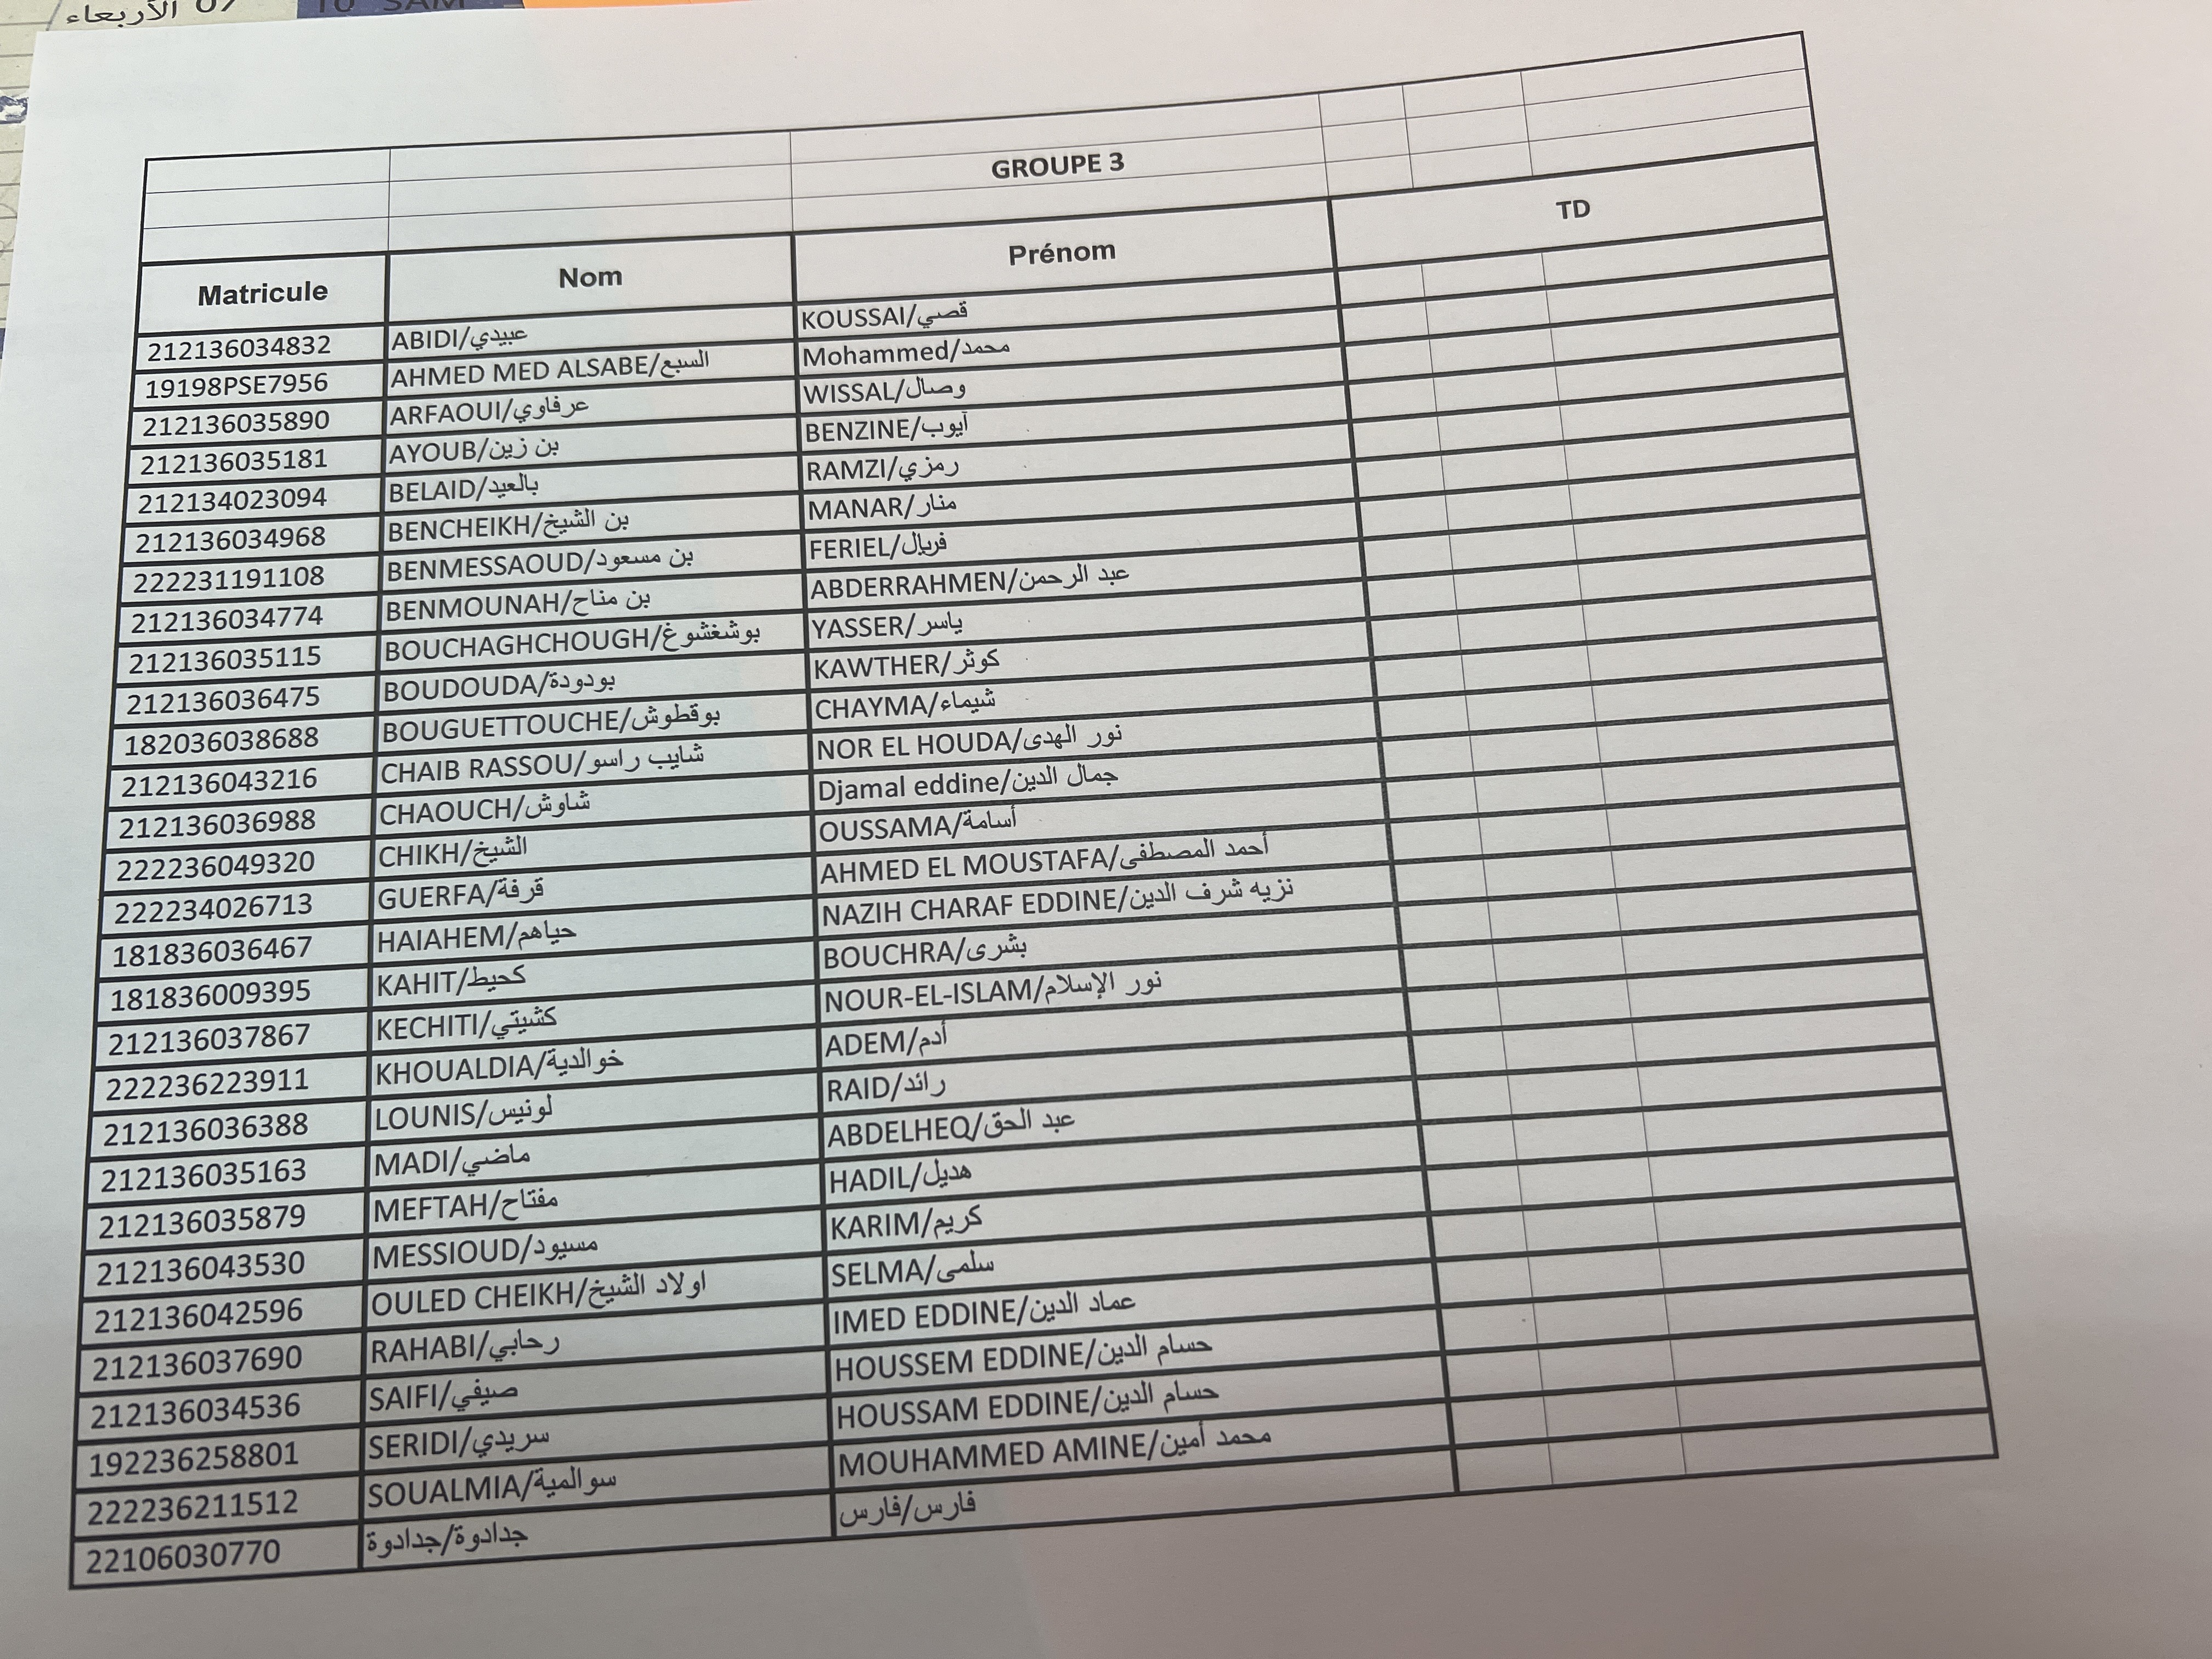 الأربعاء
GROUPE 3
Matricule Nom Prénom TD
212136034832 ABIDI/عبيدي KOUSSAI/قصي
19198PSE7956 AHMED MED ALSABE/السبع Mohammed/محمد
212136035890 ARFAOUI/عرفاوي WISSAL/وصال
212136035181 AYOUB/بن زين BENZINE/أيوب
212134023094 BELAID/بالعيد RAMZI/رمزي
212136034968 BENCHEIKH/بن الشيخ MANAR/منار
222231191108 BENMESSAOUD/بن مسعود FERIEL/فريال
212136034774 BENMOUNAH/بن مناح ABDERRAHMEN/عبد الرحمن
212136035115 BOUCHAGHCHOUGH/بوشغشوغ YASSER/ياسر
212136036475 BOUDOUDA/بودودة KAWTHER/كوثر
182036038688 BOUGUETTOUCHE/بوقطوش CHAYMA/شيماء
212136043216 CHAIB RASSOU/شايب راسو NOR EL HOUDA/نور الهدى
212136036988 CHAOUCH/شاوش Djamal eddine/جمال الدين
222236049320 CHIKH/الشيخ OUSSAMA/أسامة
222234026713 GUERFA/قرفة AHMED EL MOUSTAFA/أحمد المصطفى
181836036467 HAIAHEM/حياهم NAZIH CHARAF EDDINE/نزيه شرف الدين
181836009395 KAHIT/كحيط BOUCHRA/بشرى
212136037867 KECHITI/كشيتي NOUR-EL-ISLAM/نور الإسلام
222236223911 KHOUALDIA/خوالدية ADEM/أدم
212136036388 LOUNIS/لونيس RAID/رائد
212136035163 MADI/ماضي ABDELHEQ/عبد الحق
212136035879 MEFTAH/مفتاح HADIL/هديل
212136043530 MESSIOUD/مسيود KARIM/كريم
212136042596 OULED CHEIKH/اولاد الشيخ SELMA/سلمى
212136037690 RAHABI/رحابي IMED EDDINE/عماد الدين
212136034536 SAIFI/صيفي HOUSSEM EDDINE/حسام الدين
192236258801 SERIDI/سريدي HOUSSAM EDDINE/حسام الدين
222236211512 SOUALMIA/سوالمية MOUHAMMED AMINE/محمد أمين
22106030770 جدادوة/جدادوة فارس/فارس